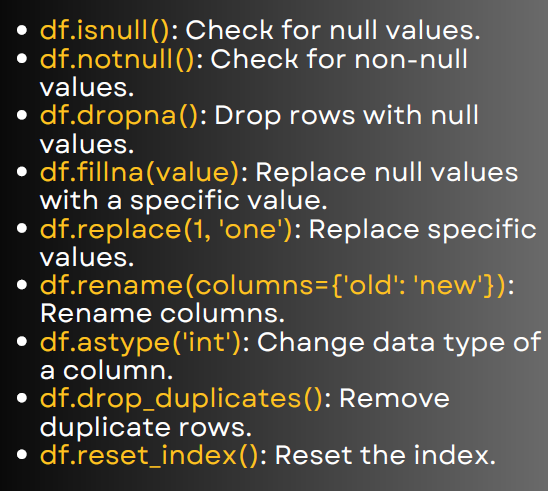 • df.isnull(): Check for null values.
• df.notnull(): Check for non-null
values.
• df.dropna(): Drop rows with null
values.
• df.fillna(value): Replace null values
with a specific value.
• df.replace(1, 'one'): Replace specific
values.
• df.rename(columns={'old': 'new'}):
Rename columns.
• df.astype('int'): Change data type of
a column.
• df.drop_duplicates(): Remove
duplicate rows.
• df.reset_index(): Reset the index.